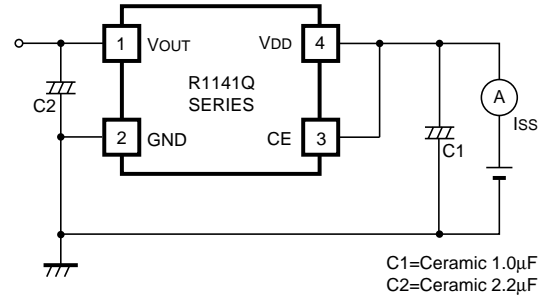 1 VOUT VDD 4
R1141Q
SERIES
A
C2 ISS
2 GND CE 3
C1
C1=Ceramic 1.0μF
C2=Ceramic 2.2μF